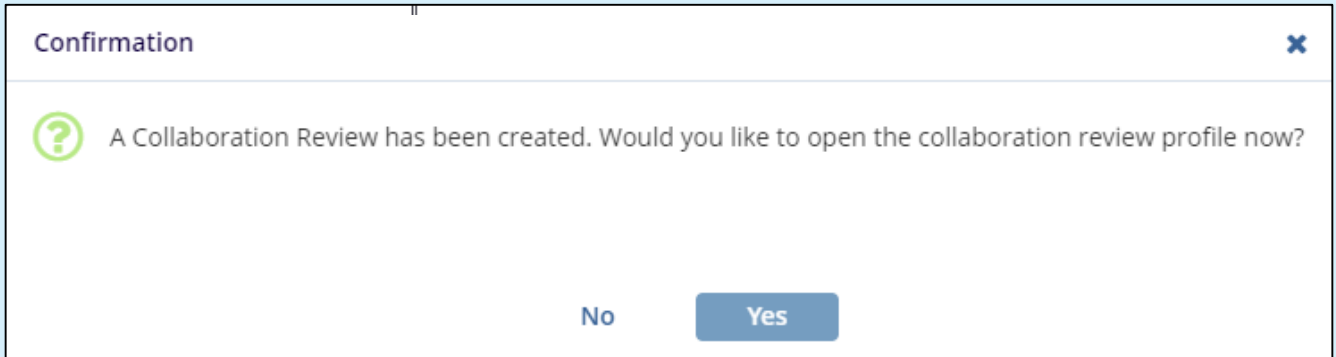 Confirmation
A Collaboration Review has been created. Would you like to open the collaboration review profile now?
No Yes